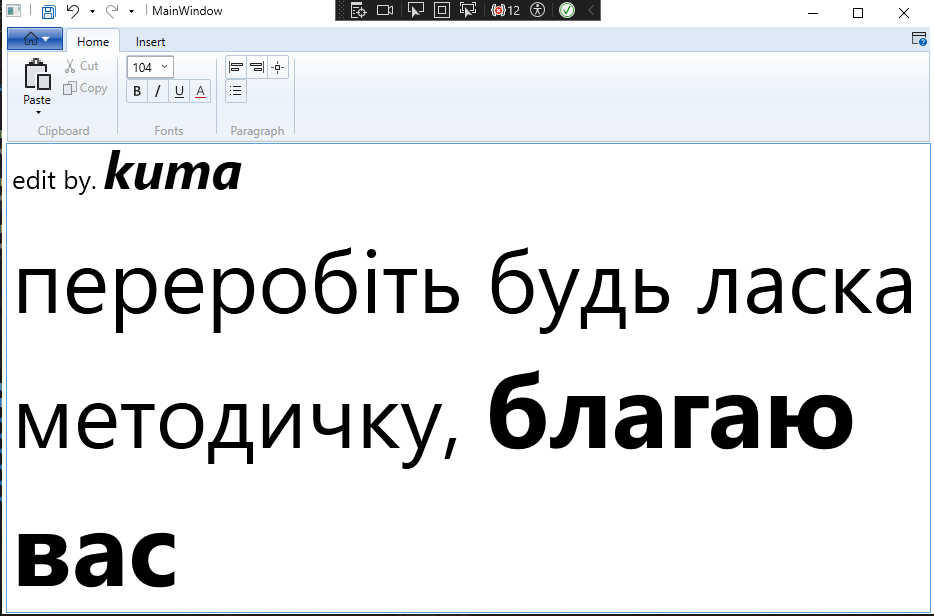 MainWindow
12
Home Insert
Paste
Cut
Copy
104
B I U A
Clipboard Fonts Paragraph
edit by. kuma
переробіть будь ласка
методичку, благаю
вас